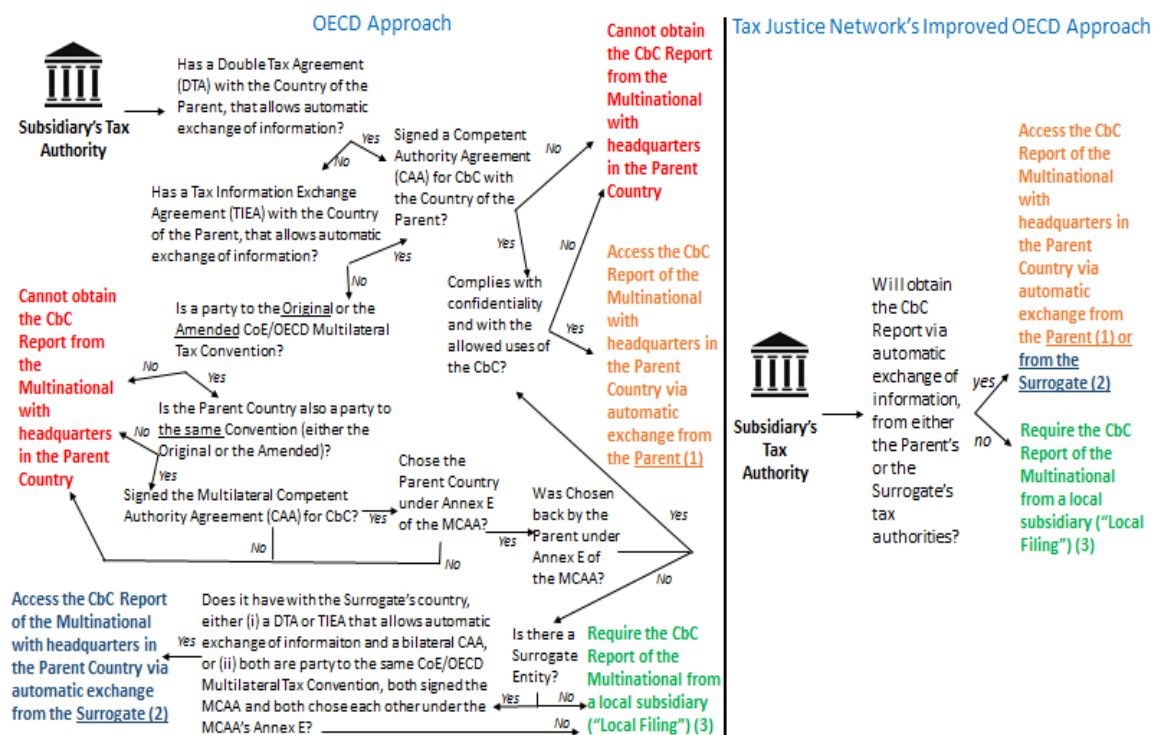 OECD Approach
Subsidiary's Tax
Authority
Has a Double Tax Agreement
(DTA) with the Country of the
Parent, that allows automatic
exchange of information?
Yes
No
Signed a Competent
Authority Agreement
(CAA) for CbC with
the Country of the
Parent?
No
Yes
Cannot obtain
the CbC Report
from the
Multinational
with
headquarters
in the Parent
Country
Has a Tax Information Exchange
Agreement (TIEA) with the Country
of the Parent, that allows automatic
exchange of information?
Yes
No
Complies with
confidentiality
and with the
allowed uses of
the CbC?
No
Yes
Access the CbC
Report of the
Multinational
with
headquarters in
the Parent
Country via
automatic
exchange from
the Parent (1)
Is a party to the Original or the
Amended CoE/OECD Multilateral
Tax Convention?
No
Yes
Cannot obtain
the CbC
Report from
the
Multinational
with
headquarters
in the Parent
Country
Is the Parent Country also a party to
the same Convention (either the
Original or the Amended)?
No
Yes
Signed the Multilateral Competent
Authority Agreement (CAA) for CbC?
Yes
No
Chose the
Parent Country
under Annex E
of the MCAA?
Yes
No
Was Chosen
back by the
Parent under
Annex E of
the MCAA?
Yes
No
Is there a
Surrogate
Entity?
Yes
No
Require the CbC
Report of the
Multinational from
a local subsidiary
("Local Filing") (3)
Does it have with the Surrogate's country,
either (i) a DTA or TIEA that allows automatic
exchange of informaiton and a bilateral CAA,
or (ii) both are party to the same CoE/OECD
Multilateral Tax Convention, both signed the
MCAA and both chose each other under the
MCAA's Annex E?
Yes
No
Access the CbC Report
of the Multinational
with headquarters in
the Parent Country via
automatic exchange
from the Surrogate (2)
Tax Justice Network's Improved OECD Approach
Subsidiary's
Tax
Authority
Will obtain
the CbC
Report via
automatic
exchange of
information,
from either
the Parent's
or the
Surrogate's
tax
authorities?
yes
no
Access the CbC
Report of the
Multinational
with
headquarters in
the Parent
Country via
automatic
exchange from
the Parent (1) or
from the
Surrogate (2)
Require the CbC
Report of the
Multinational
from a local
subsidiary ("Local
Filing") (3)